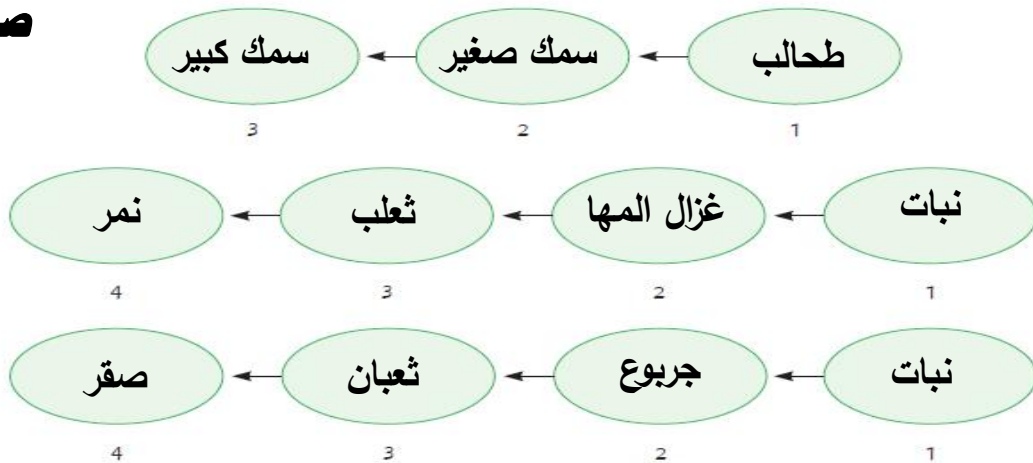 طحالب سمك صغير سمك كبير
1 2 3
نبات غزال المها ثعلب نمر
1 2 3 4
نبات جربوع ثعبان صقر
1 2 3 4